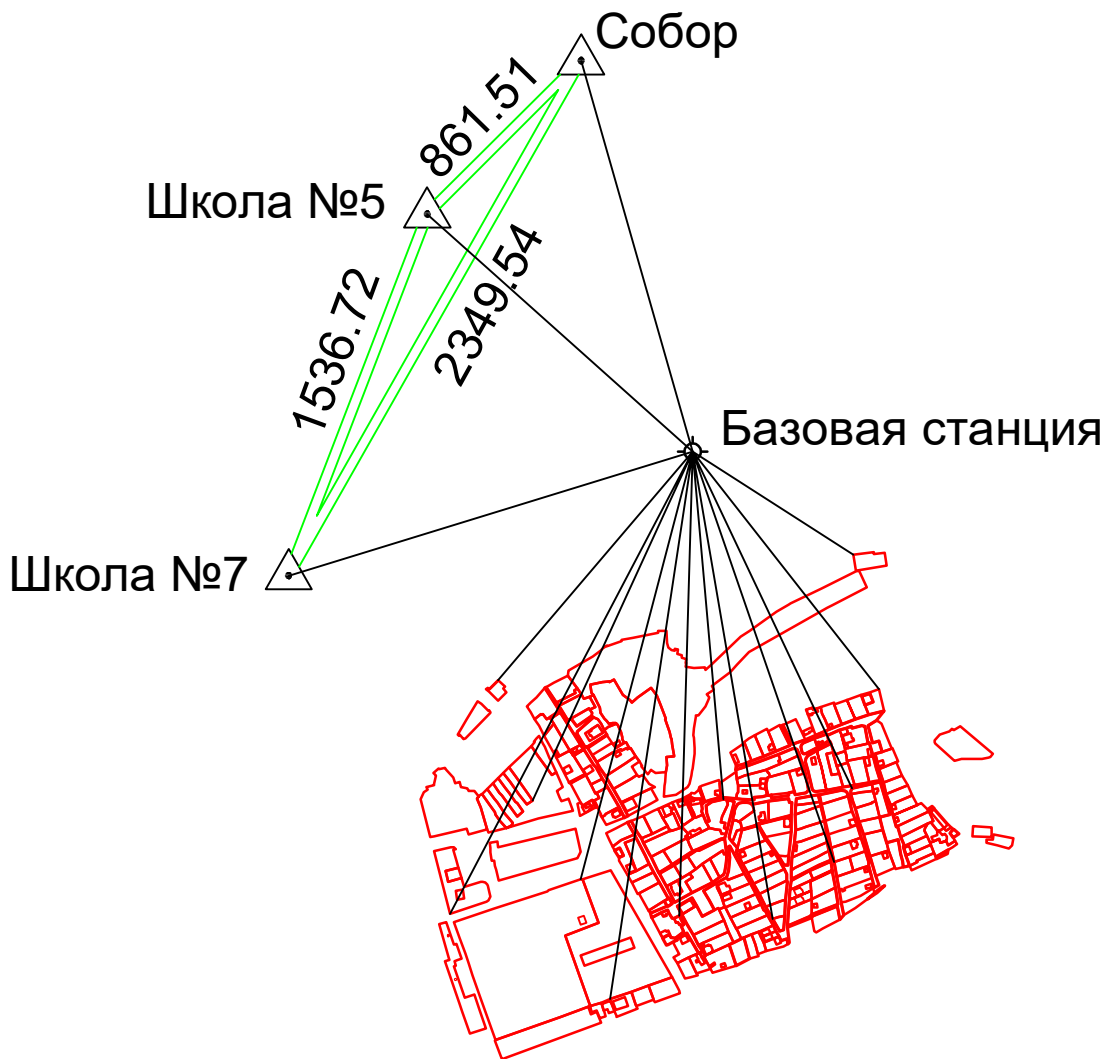 Собор
861.51
Школа №5
2349.54
1536.72
Базовая станция
Школа №7